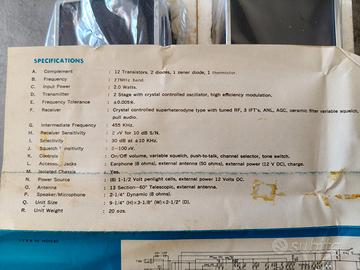 SPECIFICATIONS
A. Complement : 12 Transistors, 2 diodes, 1 zener diode, 1 thermistor.
B. Frequency : 27MHz band.
C. Input Power : 2.0 Watts.
D. Transmitter : 2 Stage with crystal controlled oscillator, high efficiency modulation.
E. Frequency Tolerance : ±0.005%.
F. Receiver : Crystal controlled superheterodyne type with tuned RF, 3 IFT's, ANL, AGC, ceramic filter variable squelch,
pull audio.
G. Intermediate Frequency : 455 KHz.
H. Receiver Sensitivity : 2 uV for 10 dB S/N.
I. Selectivity : 30 dB at ±10 KHz.
J. Squelch Sensitivity : 2-100uV.
K. Controls : On/Off volume, variable squelch, push-to-talk, channel selector, tone switch.
L. Accessory Jacks : Earphone (8 ohms), external antenna (50 ohms), external power (12 V DC), charge.
M. Isolated Chassis : Yes.
N. Power Source : (8) 1-1/2 Volt penlight cells, external power 12 Volts DC.
O. Antenna : 13 Section-60" Telescopic, external antenna.
P. Speaker/Microphone : 2-1/4" Dynamic (8 ohms).
Q. Unit Size : 9-1/4" (H)×3-1/8" (W)×2-1/2" (D).
R. Unit Weight : 20 ozs.
subito